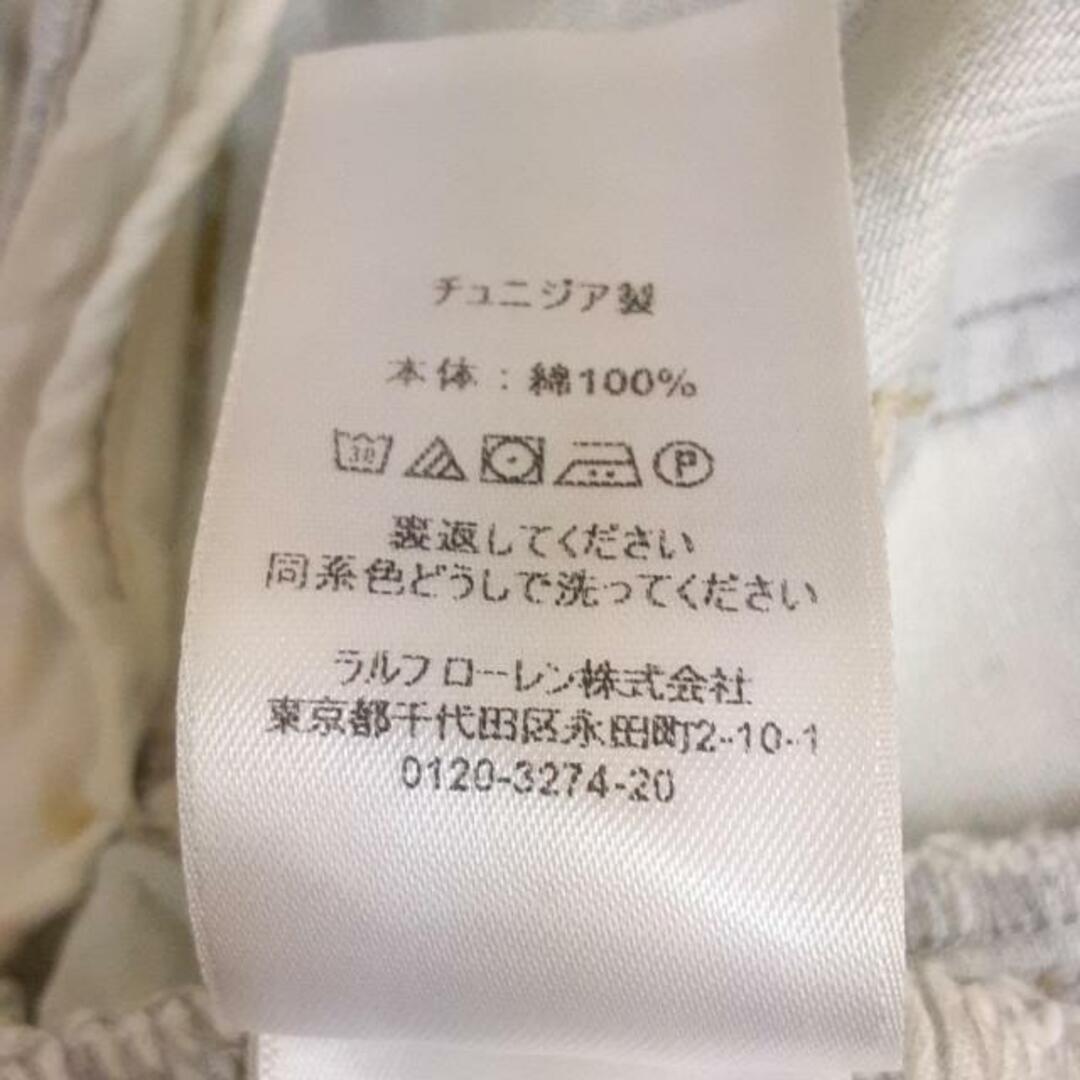 チュニジア製
本体：綿100%
30 P
裏返してください
同系色どうしで洗ってください
ラルフローレン株式会社
東京都千代田区永田町2-10-1
0120-3274-20